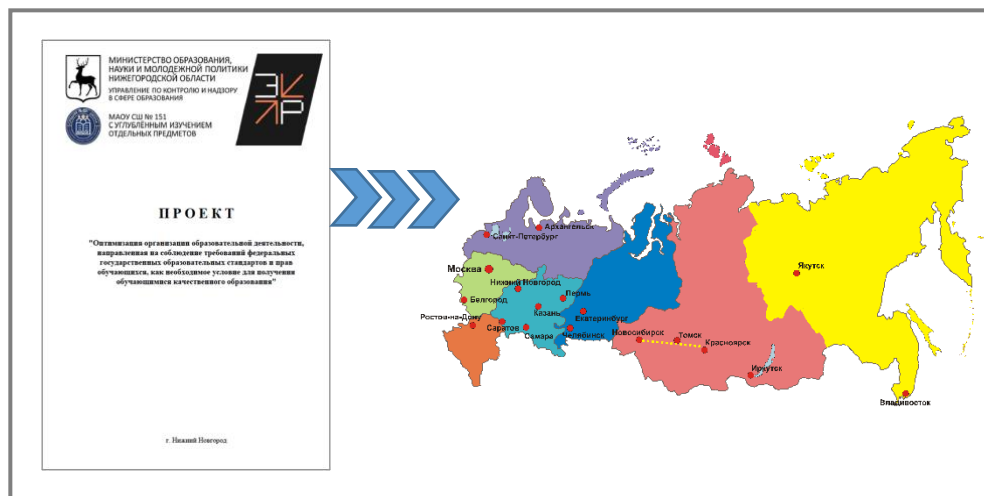 МИНИСТЕРСТВО ОБРАЗОВАНИЯ,
НАУКИ И МОЛОДЕЖНОЙ ПОЛИТИКИ
НИЖЕГОРОДСКОЙ ОБЛАСТИ
УПРАВЛЕНИЕ ПО КОНТРОЛЮ И НАДЗОРУ
В СФЕРЕ ОБРАЗОВАНИЯ
МАОУ СШ № 151
С УГЛУБЛЁННЫМ ИЗУЧЕНИЕМ
ОТДЕЛЬНЫХ ПРЕДМЕТОВ
ПРОЕКТ
"Оптимизация организации образовательной деятельности,
направленная на соблюдение требований федеральных
государственных образовательных стандартов и прав
обучающихся, как необходимое условие для получения
обучающимися качественного образования"
г. Нижний Новгород
Архангельск
Санкт-Петербург
Москва
Нижний Новгород
Белгород
Пермь
Казань
Ростов-на-Дону
Саратов
Самара
Екатеринбург
Челябинск
Новосибирск
Томск
Красноярск
Иркутск
Якутск
Владивосток